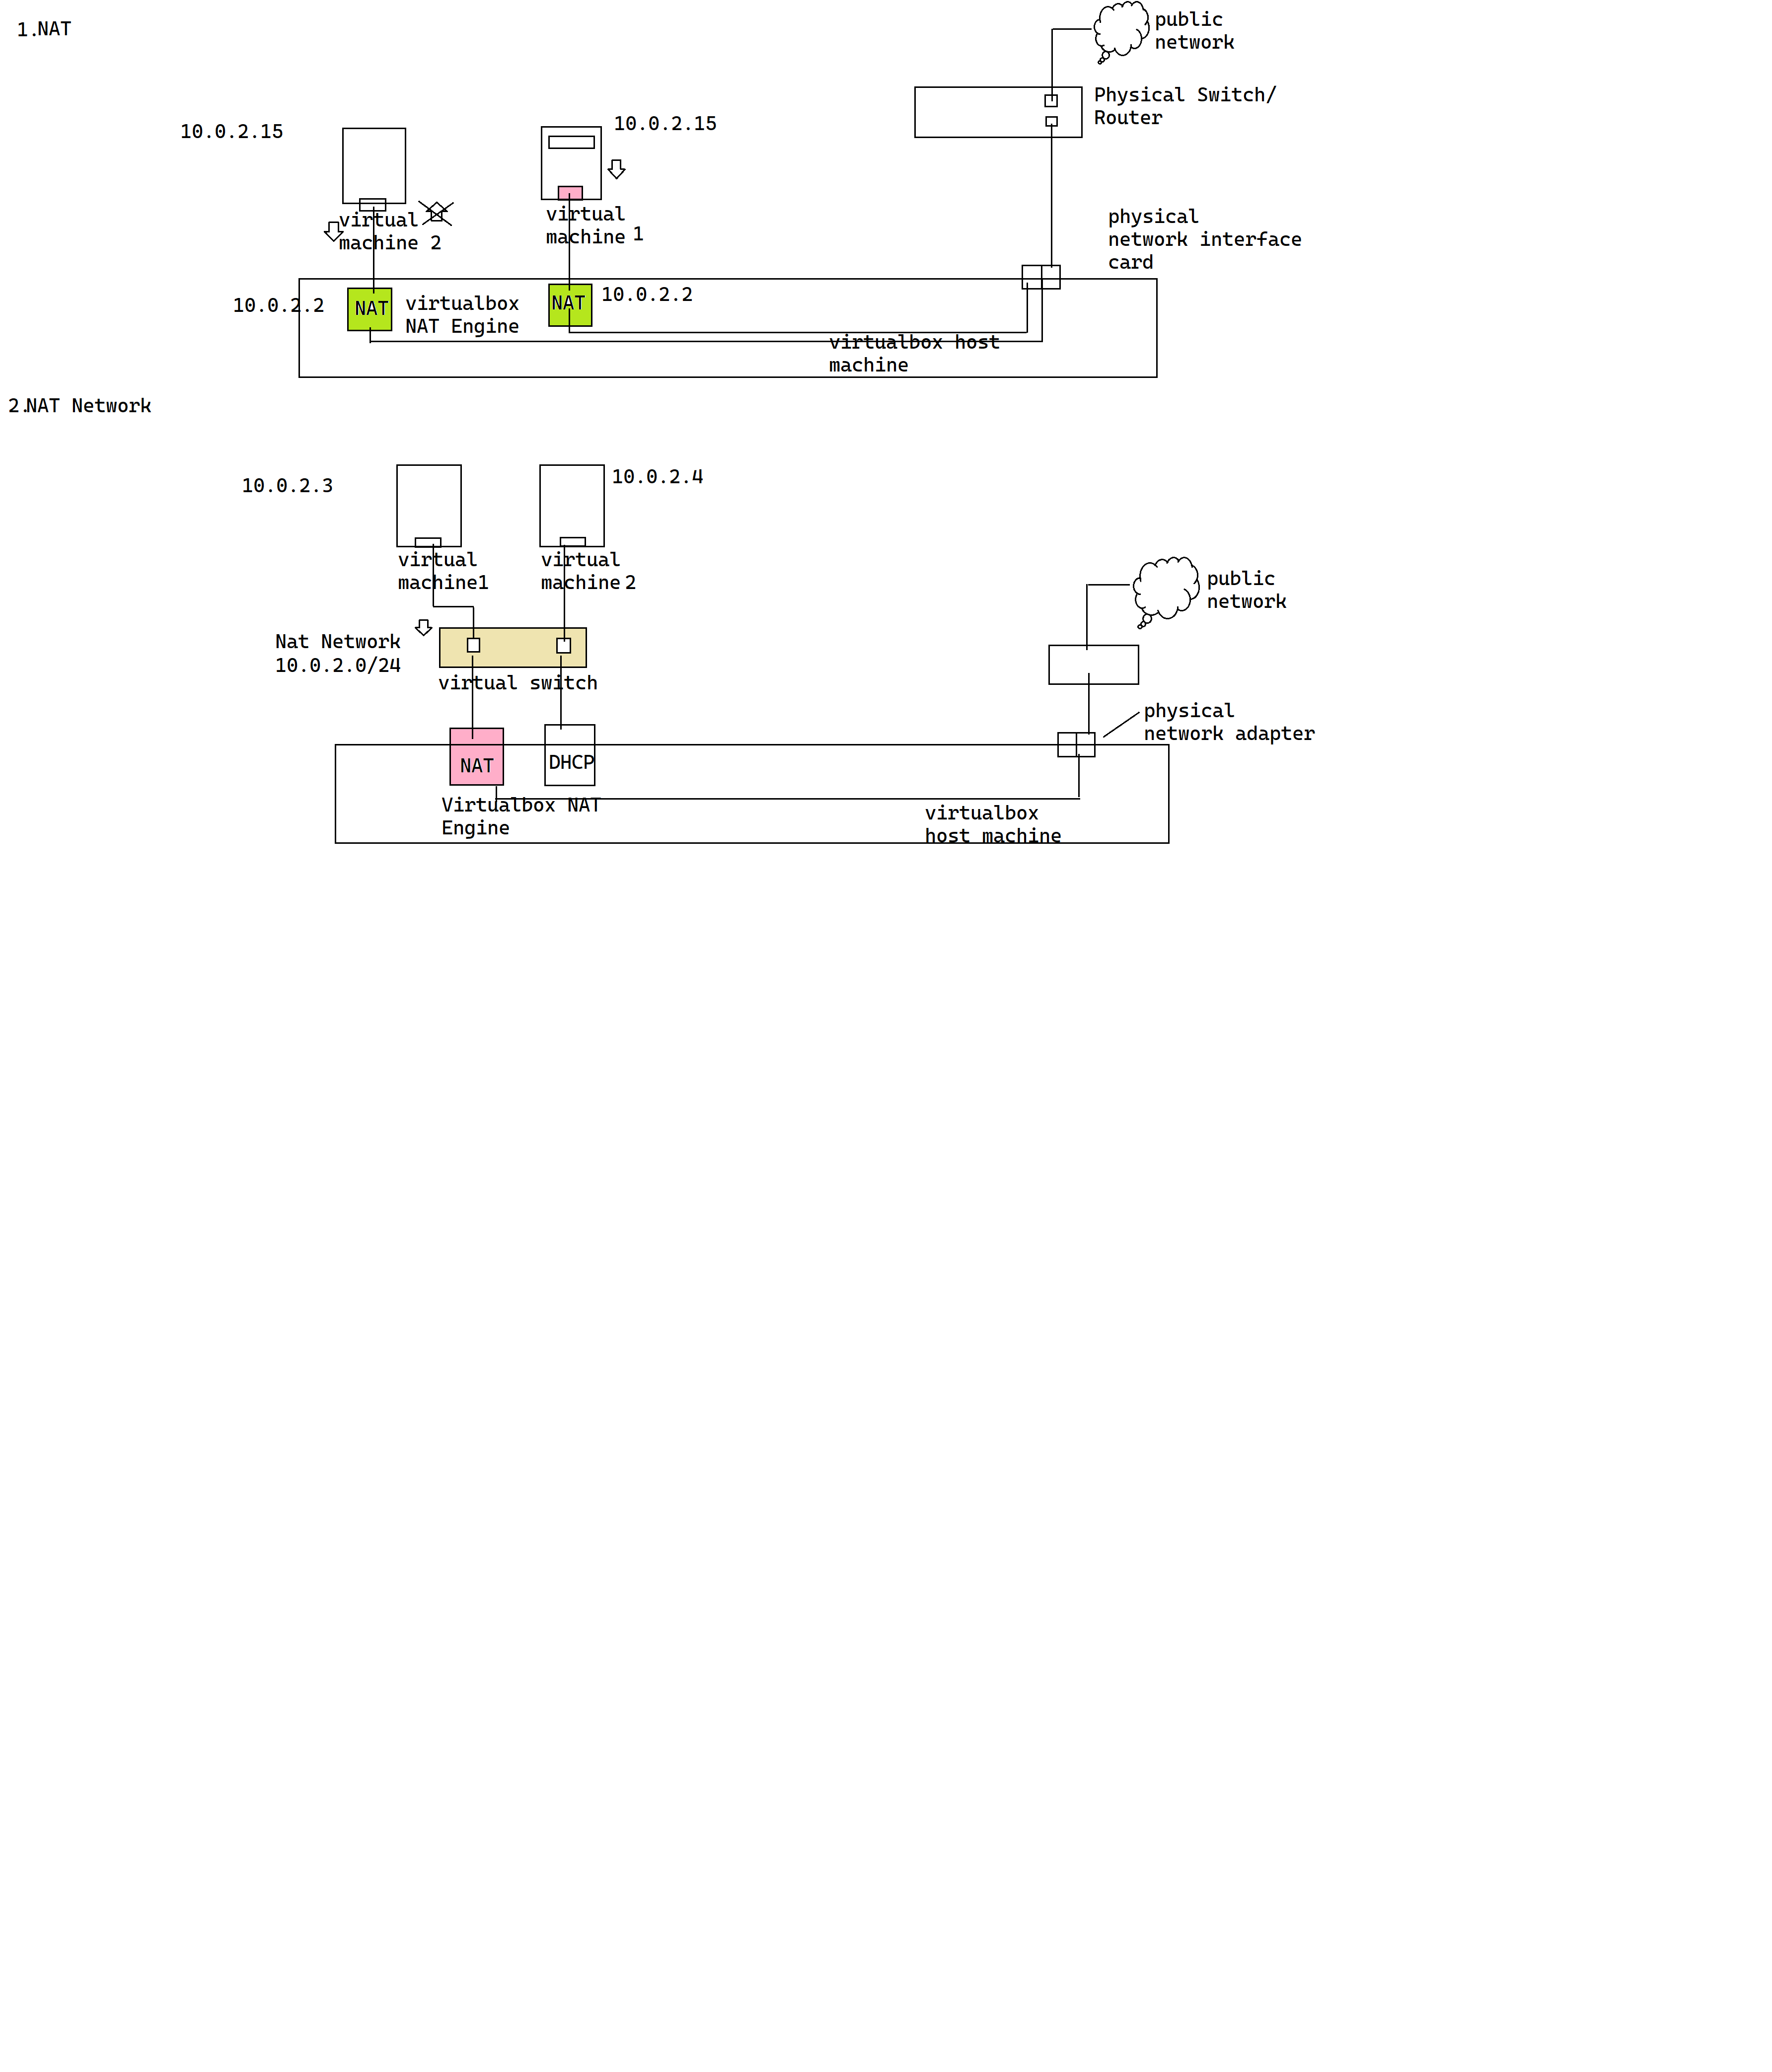 1.NAT
public
network
Physical Switch/
Router
10.0.2.15
10.0.2.15
virtual
machine 2
virtual
machine 1
physical
network interface
card
10.0.2.2
NAT
virtualbox
NAT Engine
NAT
10.0.2.2
virtualbox host
machine
2.NAT Network
10.0.2.3
10.0.2.4
virtual
machine1
virtual
machine 2
public
network
Nat Network
10.0.2.0/24
virtual switch
physical
network adapter
NAT
DHCP
Virtualbox NAT
Engine
virtualbox
host machine